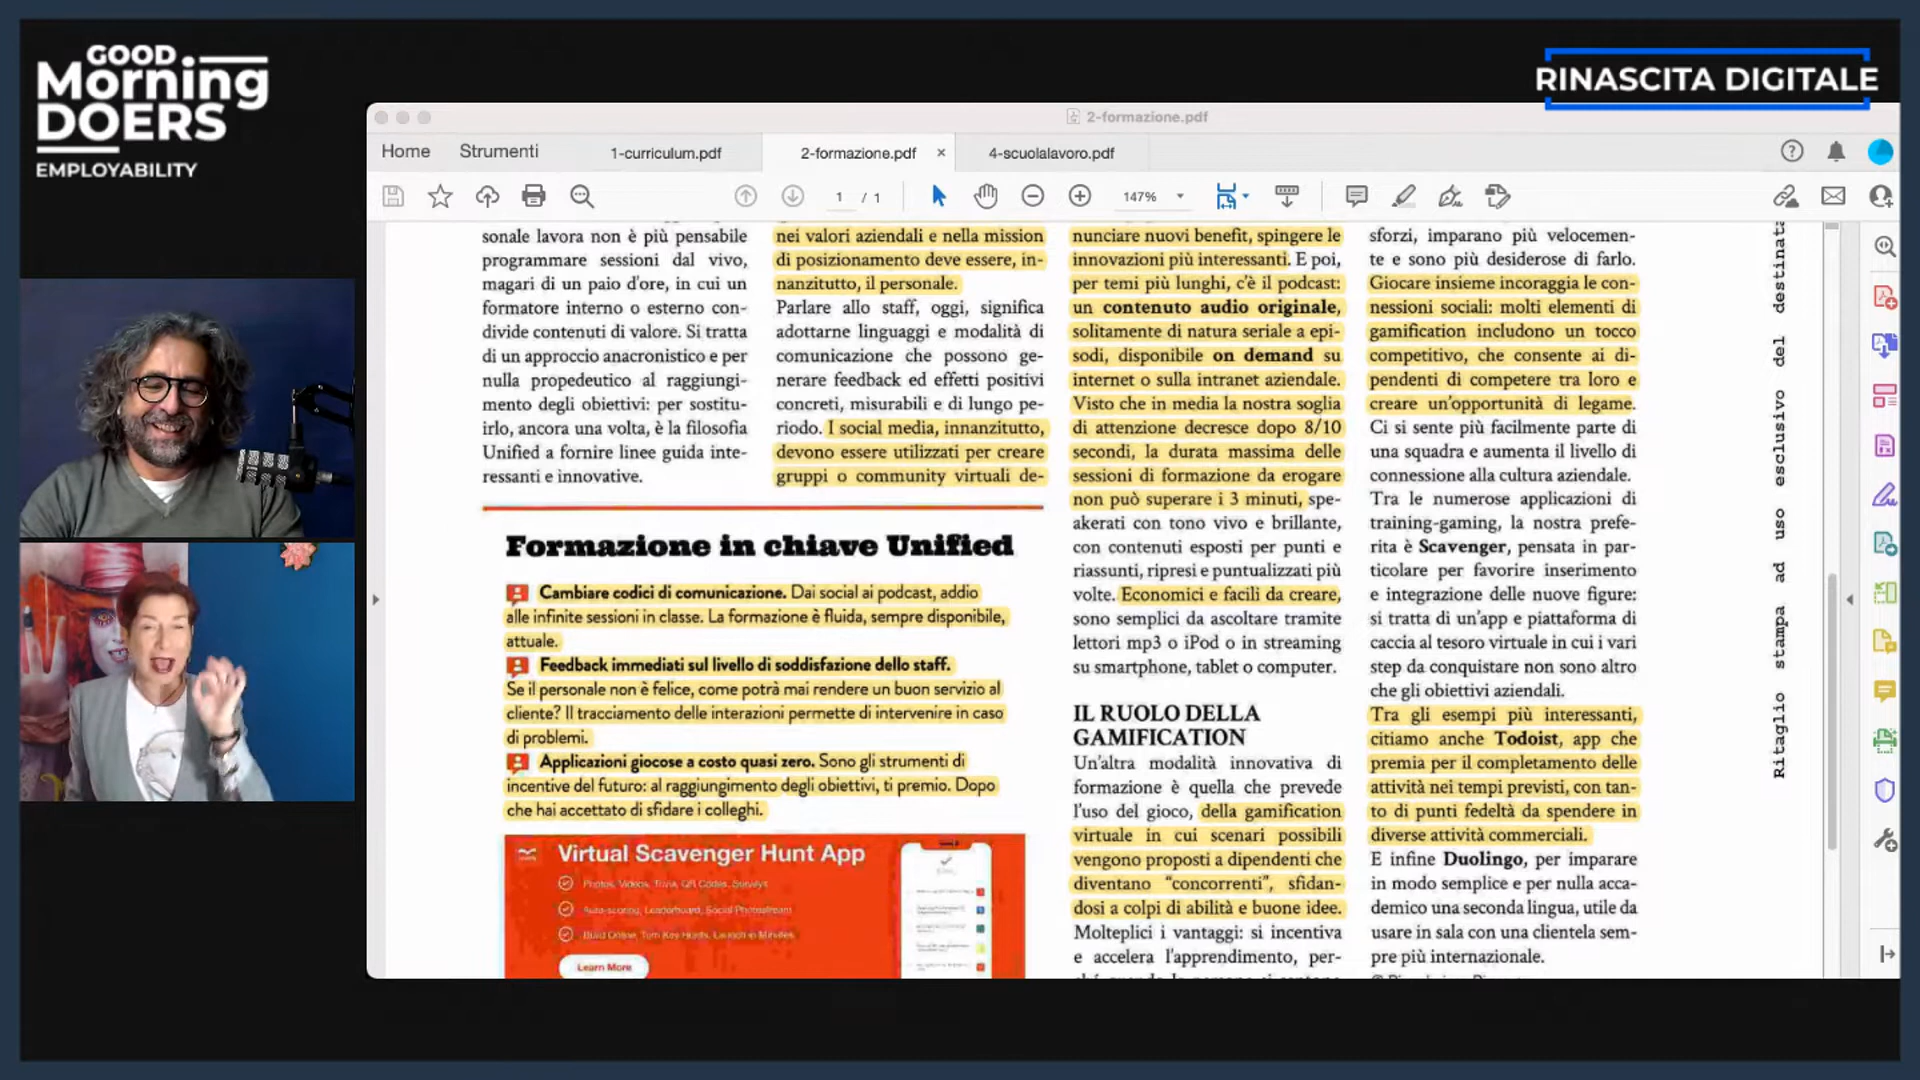 GOOD
Morning
DOERS
EMPLOYABILITY
RINASCITA DIGITALE
2-formazione.pdf
Home
Strumenti
1-curriculum.pdf
2-formazione.pdf
4-scuolalavoro.pdf
1 / 1
147%
sonale lavora non è più pensabile
programmare sessioni dal vivo,
magari di un paio d'ore, in cui un
formatore interno o esterno con-
divide contenuti di valore. Si tratta
di un approccio anacronistico e per
nulla propedeutico al raggiungi-
mento degli obiettivi: per sostitu-
irlo, ancora una volta, è la filosofia
Unified a fornire linee guida inte-
ressanti e innovative.
nei valori aziendali e nella mission
di posizionamento deve essere, in-
nanzitutto, il personale.
Parlare allo staff, oggi, significa
adottarne linguaggi e modalità di
comunicazione che possono ge-
nerare feedback ed effetti positivi
concreti, misurabili e di lungo pe-
riodo. I social media, innanzitutto,
devono essere utilizzati per creare
gruppi o community virtuali de-
Formazione in chiave Unified
Cambiare codici di comunicazione. Dai social ai podcast, addio
alle infinite sessioni in classe. La formazione è fluida, sempre disponibile,
attuale.
Feedback immediati sul livello di soddisfazione dello staff.
Se il personale non è felice, come potrà mai rendere un buon servizio al
cliente? Il tracciamento delle interazioni permette di intervenire in caso
di problemi.
Applicazioni giocose a costo quasi zero. Sono gli strumenti di
incentive del futuro: al raggiungimento degli obiettivi, ti premio. Dopo
che hai accettato di sfidare i colleghi.
Virtual Scavenger Hunt App
Photos, Videos, Trivia, QR Codes, Surveys
Auto-scoring, Leaderboard, Social Photostream
Build Online, Turn Key Hunts, Launch in Minutes
Learn More
nunciare nuovi benefit, spingere le
innovazioni più interessanti. E poi,
per temi più lunghi, c'è il podcast:
un contenuto audio originale,
solitamente di natura seriale a epi-
sodi, disponibile on demand su
internet o sulla intranet aziendale.
Visto che in media la nostra soglia
di attenzione decresce dopo 8/10
secondi, la durata massima delle
sessioni di formazione da erogare
non può superare i 3 minuti, spe-
akerati con tono vivo e brillante,
con contenuti esposti per punti e
riassunti, ripresi e puntualizzati più
volte. Economici e facili da creare,
sono semplici da ascoltare tramite
lettori mp3 o iPod o in streaming
su smartphone, tablet o computer.
IL RUOLO DELLA
GAMIFICATION
Un'altra modalità innovativa di
formazione è quella che prevede
l'uso del gioco, della gamification
virtuale in cui scenari possibili
vengono proposti a dipendenti che
diventano “concorrenti”, sfidan-
dosi a colpi di abilità e buone idee.
Molteplici i vantaggi: si incentiva
e accelera l'apprendimento, per-
sforzi, imparano più velocemen-
te e sono più desiderose di farlo.
Giocare insieme incoraggia le con-
nessioni sociali: molti elementi di
gamification includono un tocco
competitivo, che consente ai di-
pendenti di competere tra loro e
creare un'opportunità di legame.
Ci si sente più facilmente parte di
una squadra e aumenta il livello di
connessione alla cultura aziendale.
Tra le numerose applicazioni di
training-gaming, la nostra prefe-
rita è Scavenger, pensata in par-
ticolare per favorire inserimento
e integrazione delle nuove figure:
si tratta di un'app e piattaforma di
caccia al tesoro virtuale in cui i vari
step da conquistare non sono altro
che gli obiettivi aziendali.
Tra gli esempi più interessanti,
citiamo anche Todoist, app che
premia per il completamento delle
attività nei tempi previsti, con tan-
to di punti fedeltà da spendere in
diverse attività commerciali.
E infine Duolingo, per imparare
in modo semplice e per nulla acca-
demico una seconda lingua, utile da
usare in sala con una clientela sem-
pre più internazionale.
Ritaglio stampa ad uso esclusivo del